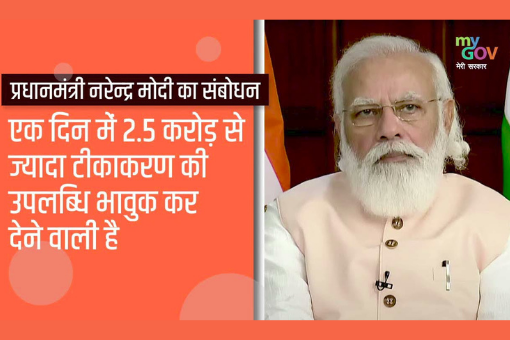 my
GOV
मेरी सरकार
प्रधानमंत्री नरेन्द्र मोदी का संबोधन
एक दिन में 2.5 करोड़ से
ज्यादा टीकाकरण की
उपलब्धि भावुक कर
देने वाली है